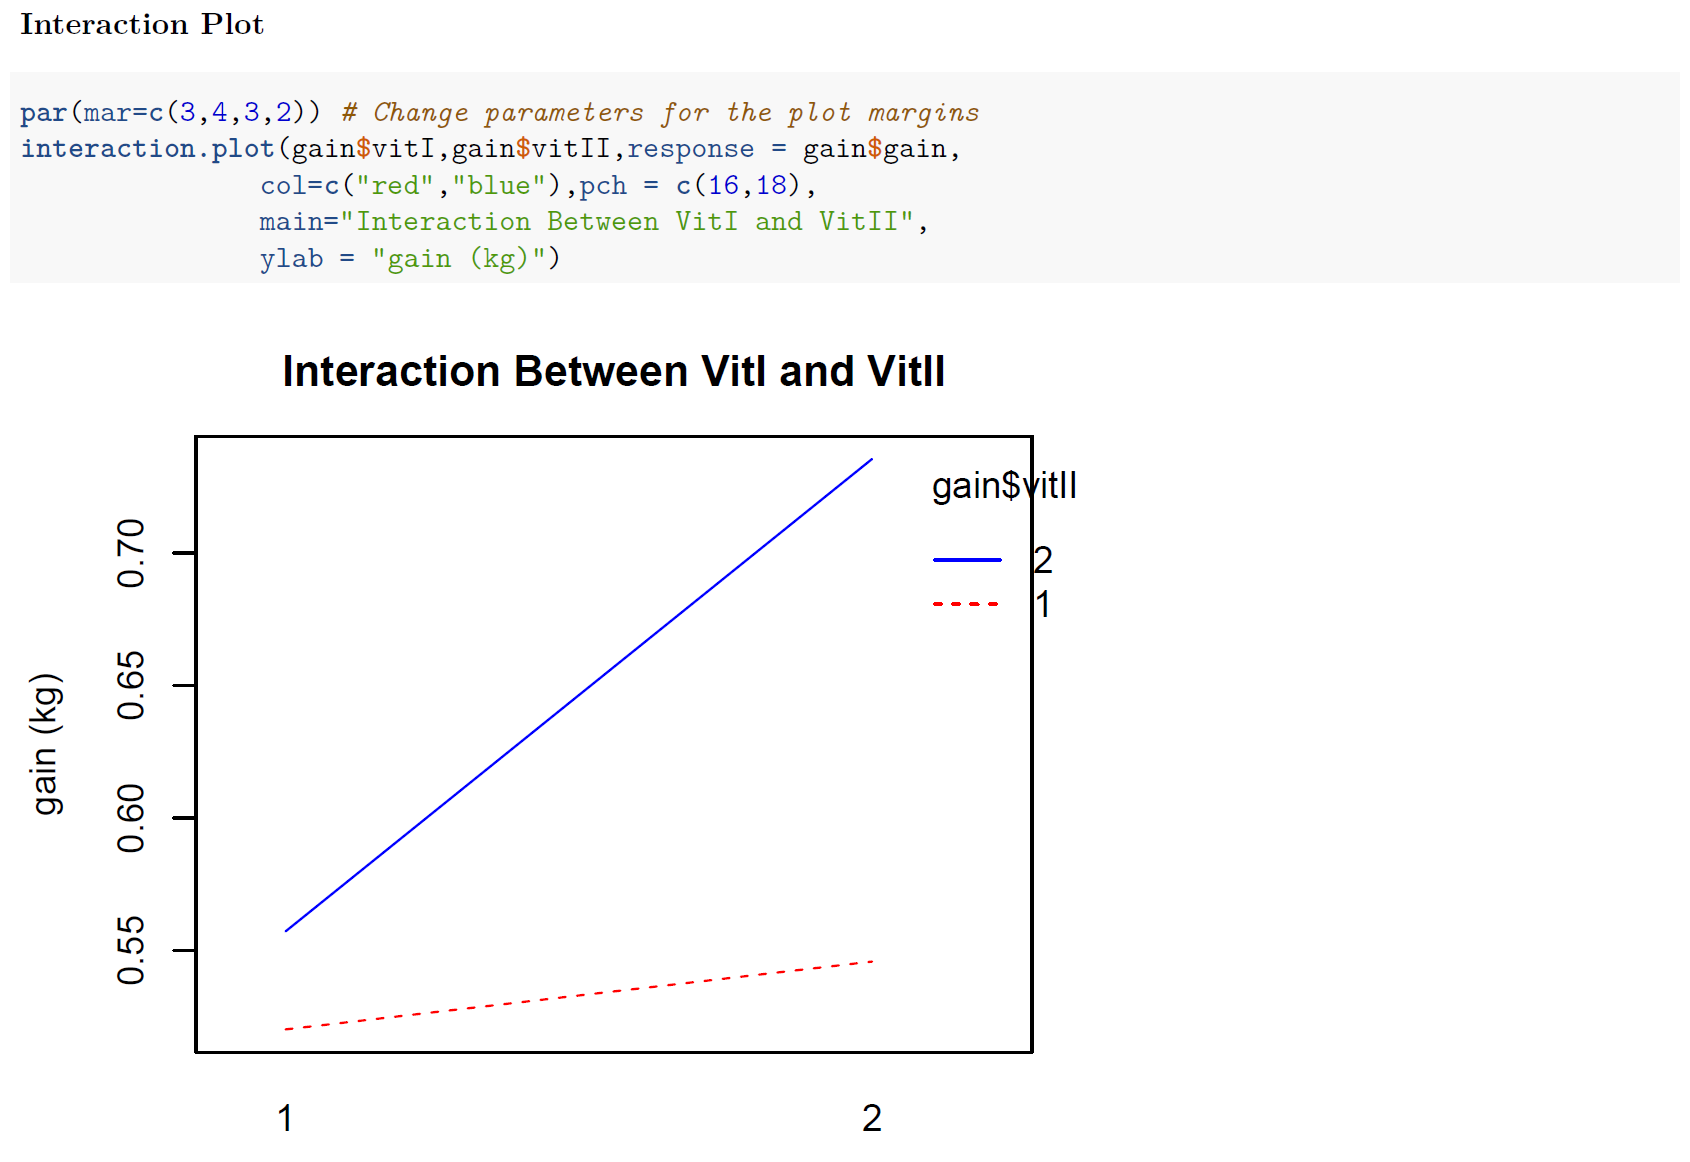 Interaction Plot
par(mar=c(3,4,3,2)) # Change parameters for the plot margins
interaction.plot(gain$vitI,gain$vitII,response = gain$gain,
col=c("red","blue"),pch = c(16,18),
main="Interaction Between VitI and VitII",
ylab = "gain (kg)")
Interaction Between VitI and VitII
gain$vitII
2
1
gain (kg)
0.70
0.65
0.60
0.55
1 2